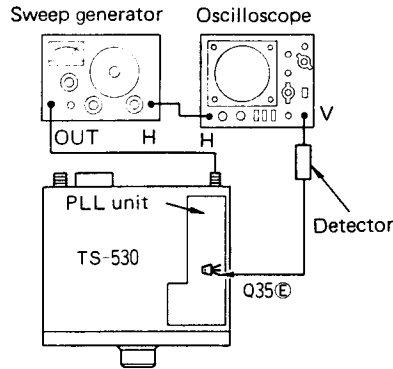 Sweep generator
Oscilloscope
OUT
H
H
V
PLL unit
Detector
TS-530
Q35Ⓔ